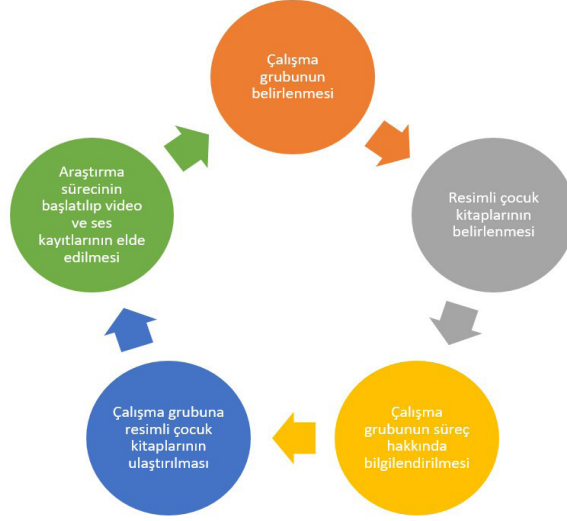 Çalışma
grubunun
belirlenmesi
Resimli çocuk
kitaplarının
belirlenmesi
Çalışma
grubunun süreç
hakkında
bilgilendirilmesi
Çalışma grubuna
resimli çocuk
kitaplarının
ulaştırılması
Araştırma
sürecinin
başlatılıp video
ve ses
kayıtlarının elde
edilmesi